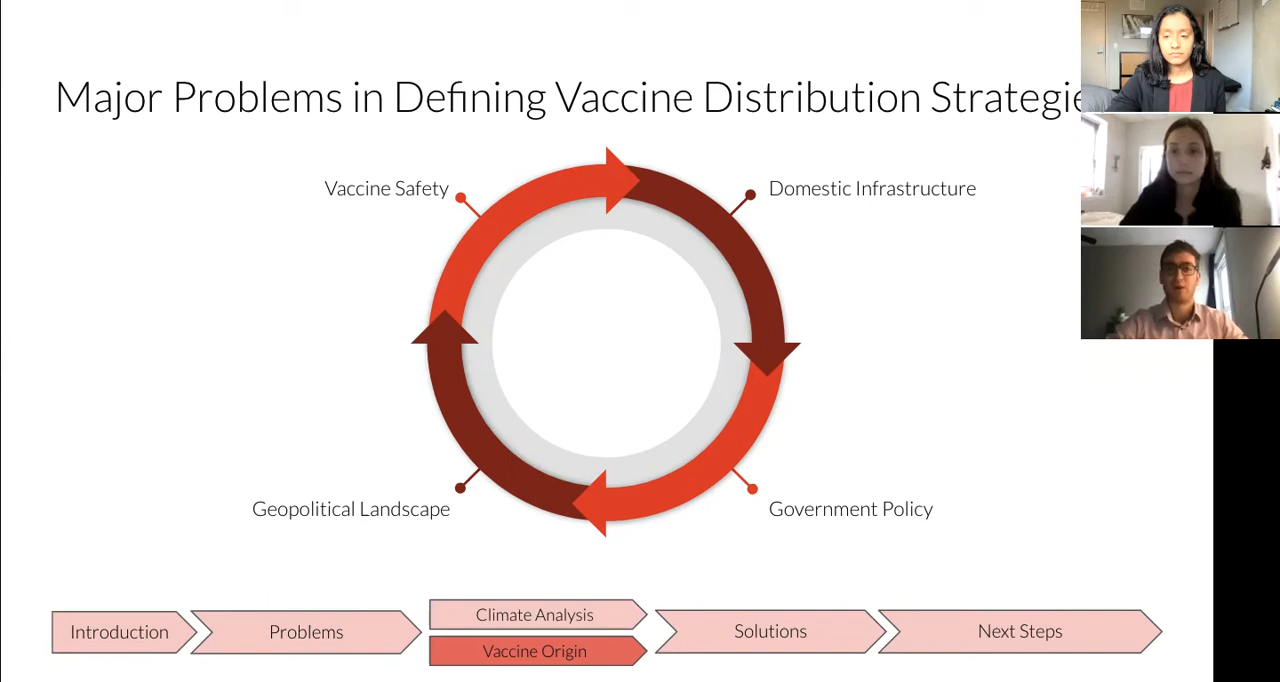 Major Problems in Defining Vaccine Distribution Strategie
Vaccine Safety
Domestic Infrastructure
Geopolitical Landscape
Government Policy
Introduction
Problems
Climate Analysis
Vaccine Origin
Solutions
Next Steps